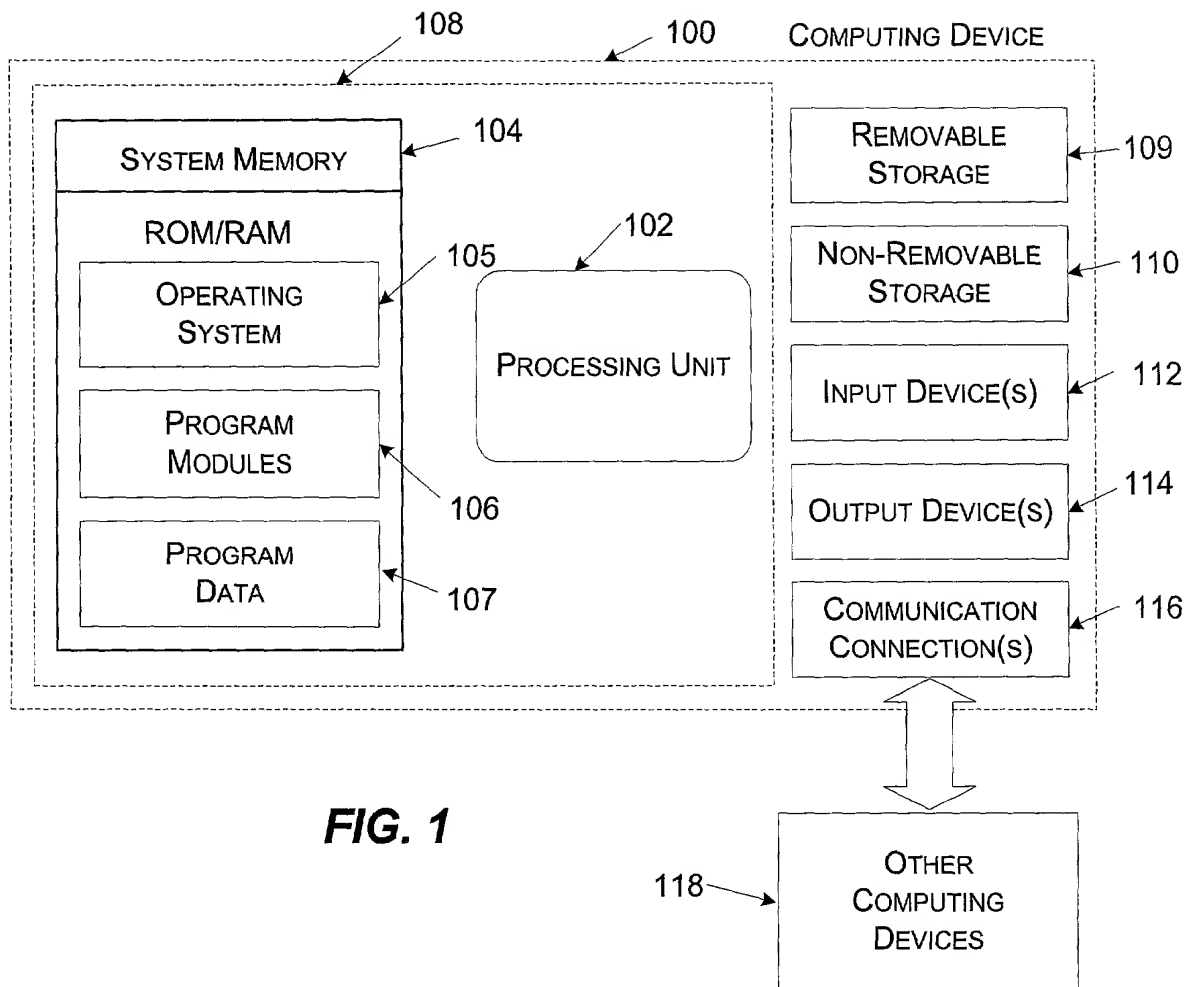 108
100
COMPUTING DEVICE
104
SYSTEM MEMORY
ROM/RAM
105
OPERATING
SYSTEM
PROGRAM
MODULES
106
PROGRAM
DATA
107
102
PROCESSING UNIT
REMOVABLE
STORAGE
109
NON-REMOVABLE
STORAGE
110
INPUT DEVICE(S)
112
OUTPUT DEVICE(S)
114
COMMUNICATION
CONNECTION(S)
116
FIG. 1
118
OTHER
COMPUTING
DEVICES